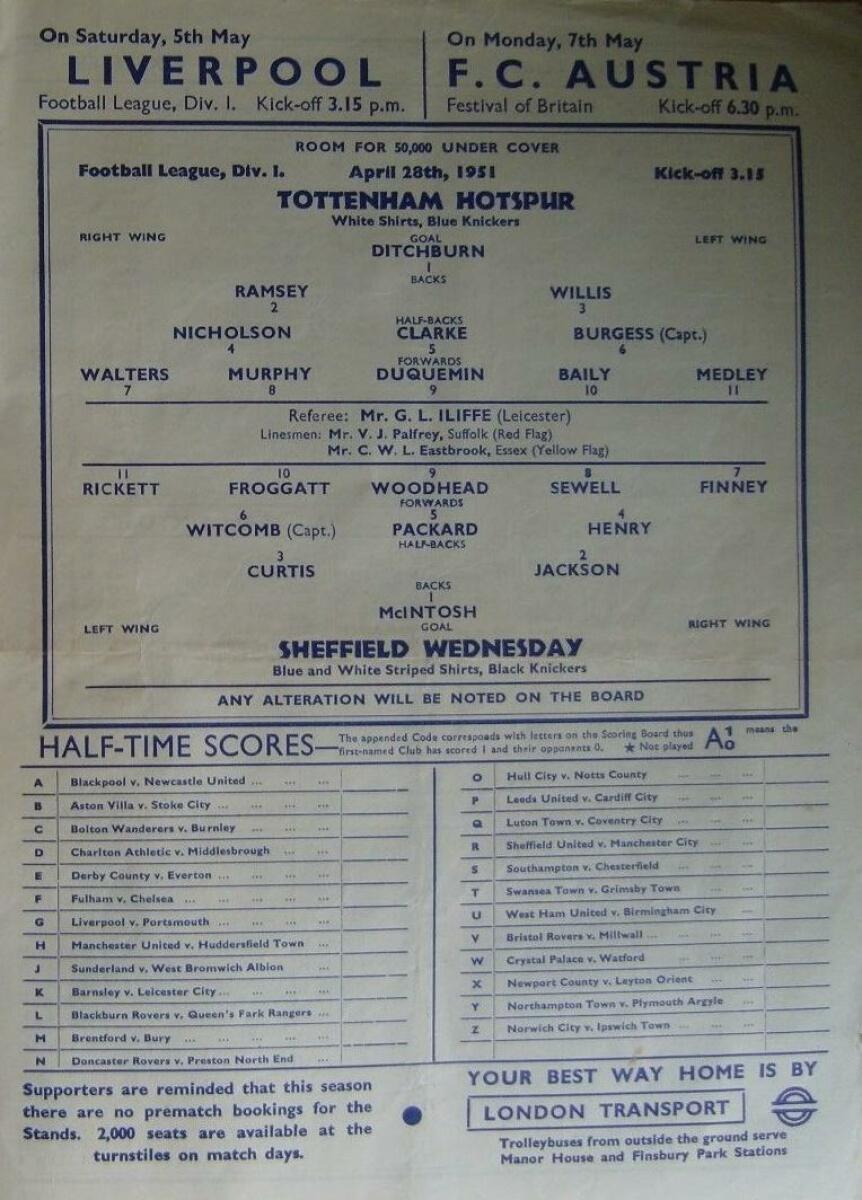 On Saturday, 5th May
LIVERPOOL
Football League, Div. I. Kick-off 3.15 p.m.
On Monday, 7th May
F.C. AUSTRIA
Festival of Britain Kick-off 6.30 p.m.
ROOM FOR 50,000 UNDER COVER
Football League, Div. I. April 28th, 1951 Kick-off 3.15
TOTTENHAM HOTSPUR
White Shirts, Blue Knickers
RIGHT WING GOAL LEFT WING
DITCHBURN
1
BACKS
RAMSEY WILLIS
2 3
HALF-BACKS
NICHOLSON CLARKE BURGESS (Capt.)
4 5 6
FORWARDS
WALTERS MURPHY DUQUEMIN BAILY MEDLEY
7 8 9 10 11
Referee: Mr. G. L. ILIFFE (Leicester)
Linesmen: Mr. V. J. Palfrey, Suffolk (Red Flag)
Mr. C. W. L. Eastbrook, Essex (Yellow Flag)
11 10 9 8 7
RICKETT FROGGATT WOODHEAD SEWELL FINNEY
FORWARDS
6 5 4
WITCOMB (Capt.) PACKARD HENRY
HALF-BACKS
3 2
CURTIS JACKSON
BACKS
1
McINTOSH
LEFT WING GOAL RIGHT WING
SHEFFIELD WEDNESDAY
Blue and White Striped Shirts, Black Knickers
ANY ALTERATION WILL BE NOTED ON THE BOARD
HALF-TIME SCORES—
The appended Code corresponds with letters on the Scoring Board thus
first-named Club has scored 1 and their opponents 0. ★ Not played
A 1 0 means the
A Blackpool v. Newcastle United ... ... ...
B Aston Villa v. Stoke City ... ... ...
C Bolton Wanderers v. Burnley ... ... ...
D Charlton Athletic v. Middlesbrough ... ...
E Derby County v. Everton ... ... ... ...
F Fulham v. Chelsea ... ... ... ...
G Liverpool v. Portsmouth ... ... ... ...
H Manchester United v. Huddersfield Town ...
J Sunderland v. West Bromwich Albion ...
K Barnsley v. Leicester City ... ... ... ...
L Blackburn Rovers v. Queen's Park Rangers ...
M Brentford v. Bury ... ... ... ...
N Doncaster Rovers v. Preston North End ...
O Hull City v. Notts County ... ... ...
P Leeds United v. Cardiff City ... ... ...
Q Luton Town v. Coventry City ... ... ...
R Sheffield United v. Manchester City ... ...
S Southampton v. Chesterfield ... ... ...
T Swansea Town v. Grimsby Town ... ...
U West Ham United v. Birmingham City ...
V Bristol Rovers v. Millwall ... ... ...
W Crystal Palace v. Watford ... ... ...
X Newport County v. Leyton Orient ... ...
Y Northampton Town v. Plymouth Argyle ...
Z Norwich City v. Ipswich Town ... ... ...
Supporters are reminded that this season
there are no prematch bookings for the
Stands. 2,000 seats are available at the
turnstiles on match days.
YOUR BEST WAY HOME IS BY
LONDON TRANSPORT
Trolleybuses from outside the ground serve
Manor House and Finsbury Park Stations